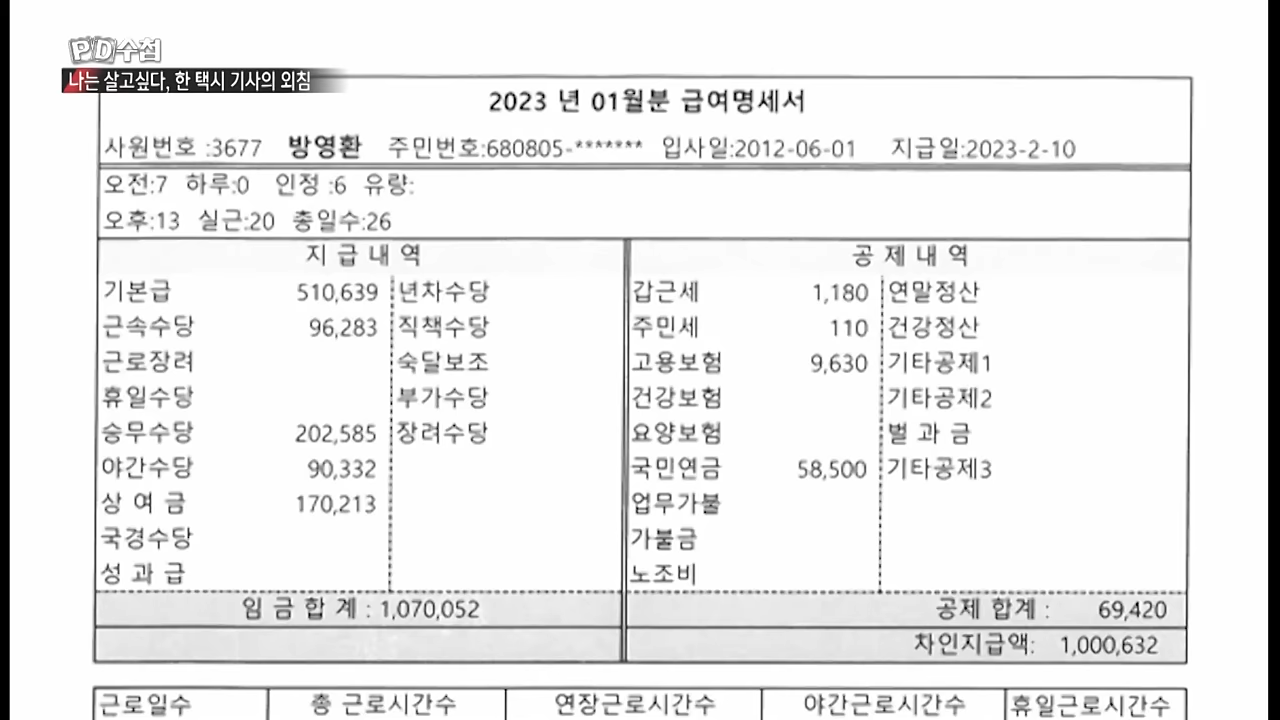 PD수첩
나는 살고싶다, 한 택시 기사의 외침
2023 년 01월분 급여명세서
사원번호 :3677 방영환 주민번호:680805-******* 입사일:2012-06-01 지급일:2023-2-10
오전:7 하루:0 인정 :6 유량:
오후:13 실근:20 총일수:26
지 급 내 역 공 제 내 역
기본급 510,639 년차수당 갑근세 1,180 연말정산
근속수당 96,283 직책수당 주민세 110 건강정산
근로장려 숙달보조 고용보험 9,630 기타공제1
휴일수당 부가수당 건강보험 기타공제2
승무수당 202,585 장려수당 요양보험 벌 과 금
야간수당 90,332 국민연금 58,500 기타공제3
상 여 금 170,213 업무가불
국경수당 가불금
성 과 급 노조비
임 금 합 계 : 1,070,052 공제 합계 : 69,420
차인지급액: 1,000,632
근로일수 총 근로시간수 연장근로시간수 야간근로시간수 휴일근로시간수